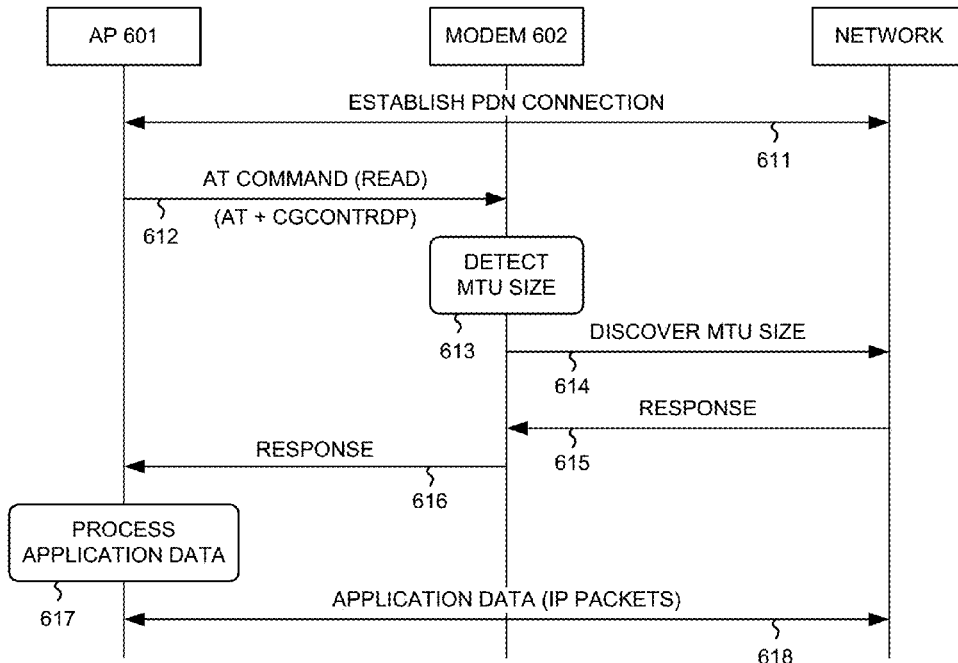 AP 601
MODEM 602
NETWORK
ESTABLISH PDN CONNECTION
611
AT COMMAND (READ)
(AT + CGCONTRDP)
612
DETECT
MTU SIZE
613
DISCOVER MTU SIZE
614
RESPONSE
615
RESPONSE
616
PROCESS
APPLICATION DATA
617
APPLICATION DATA (IP PACKETS)
618